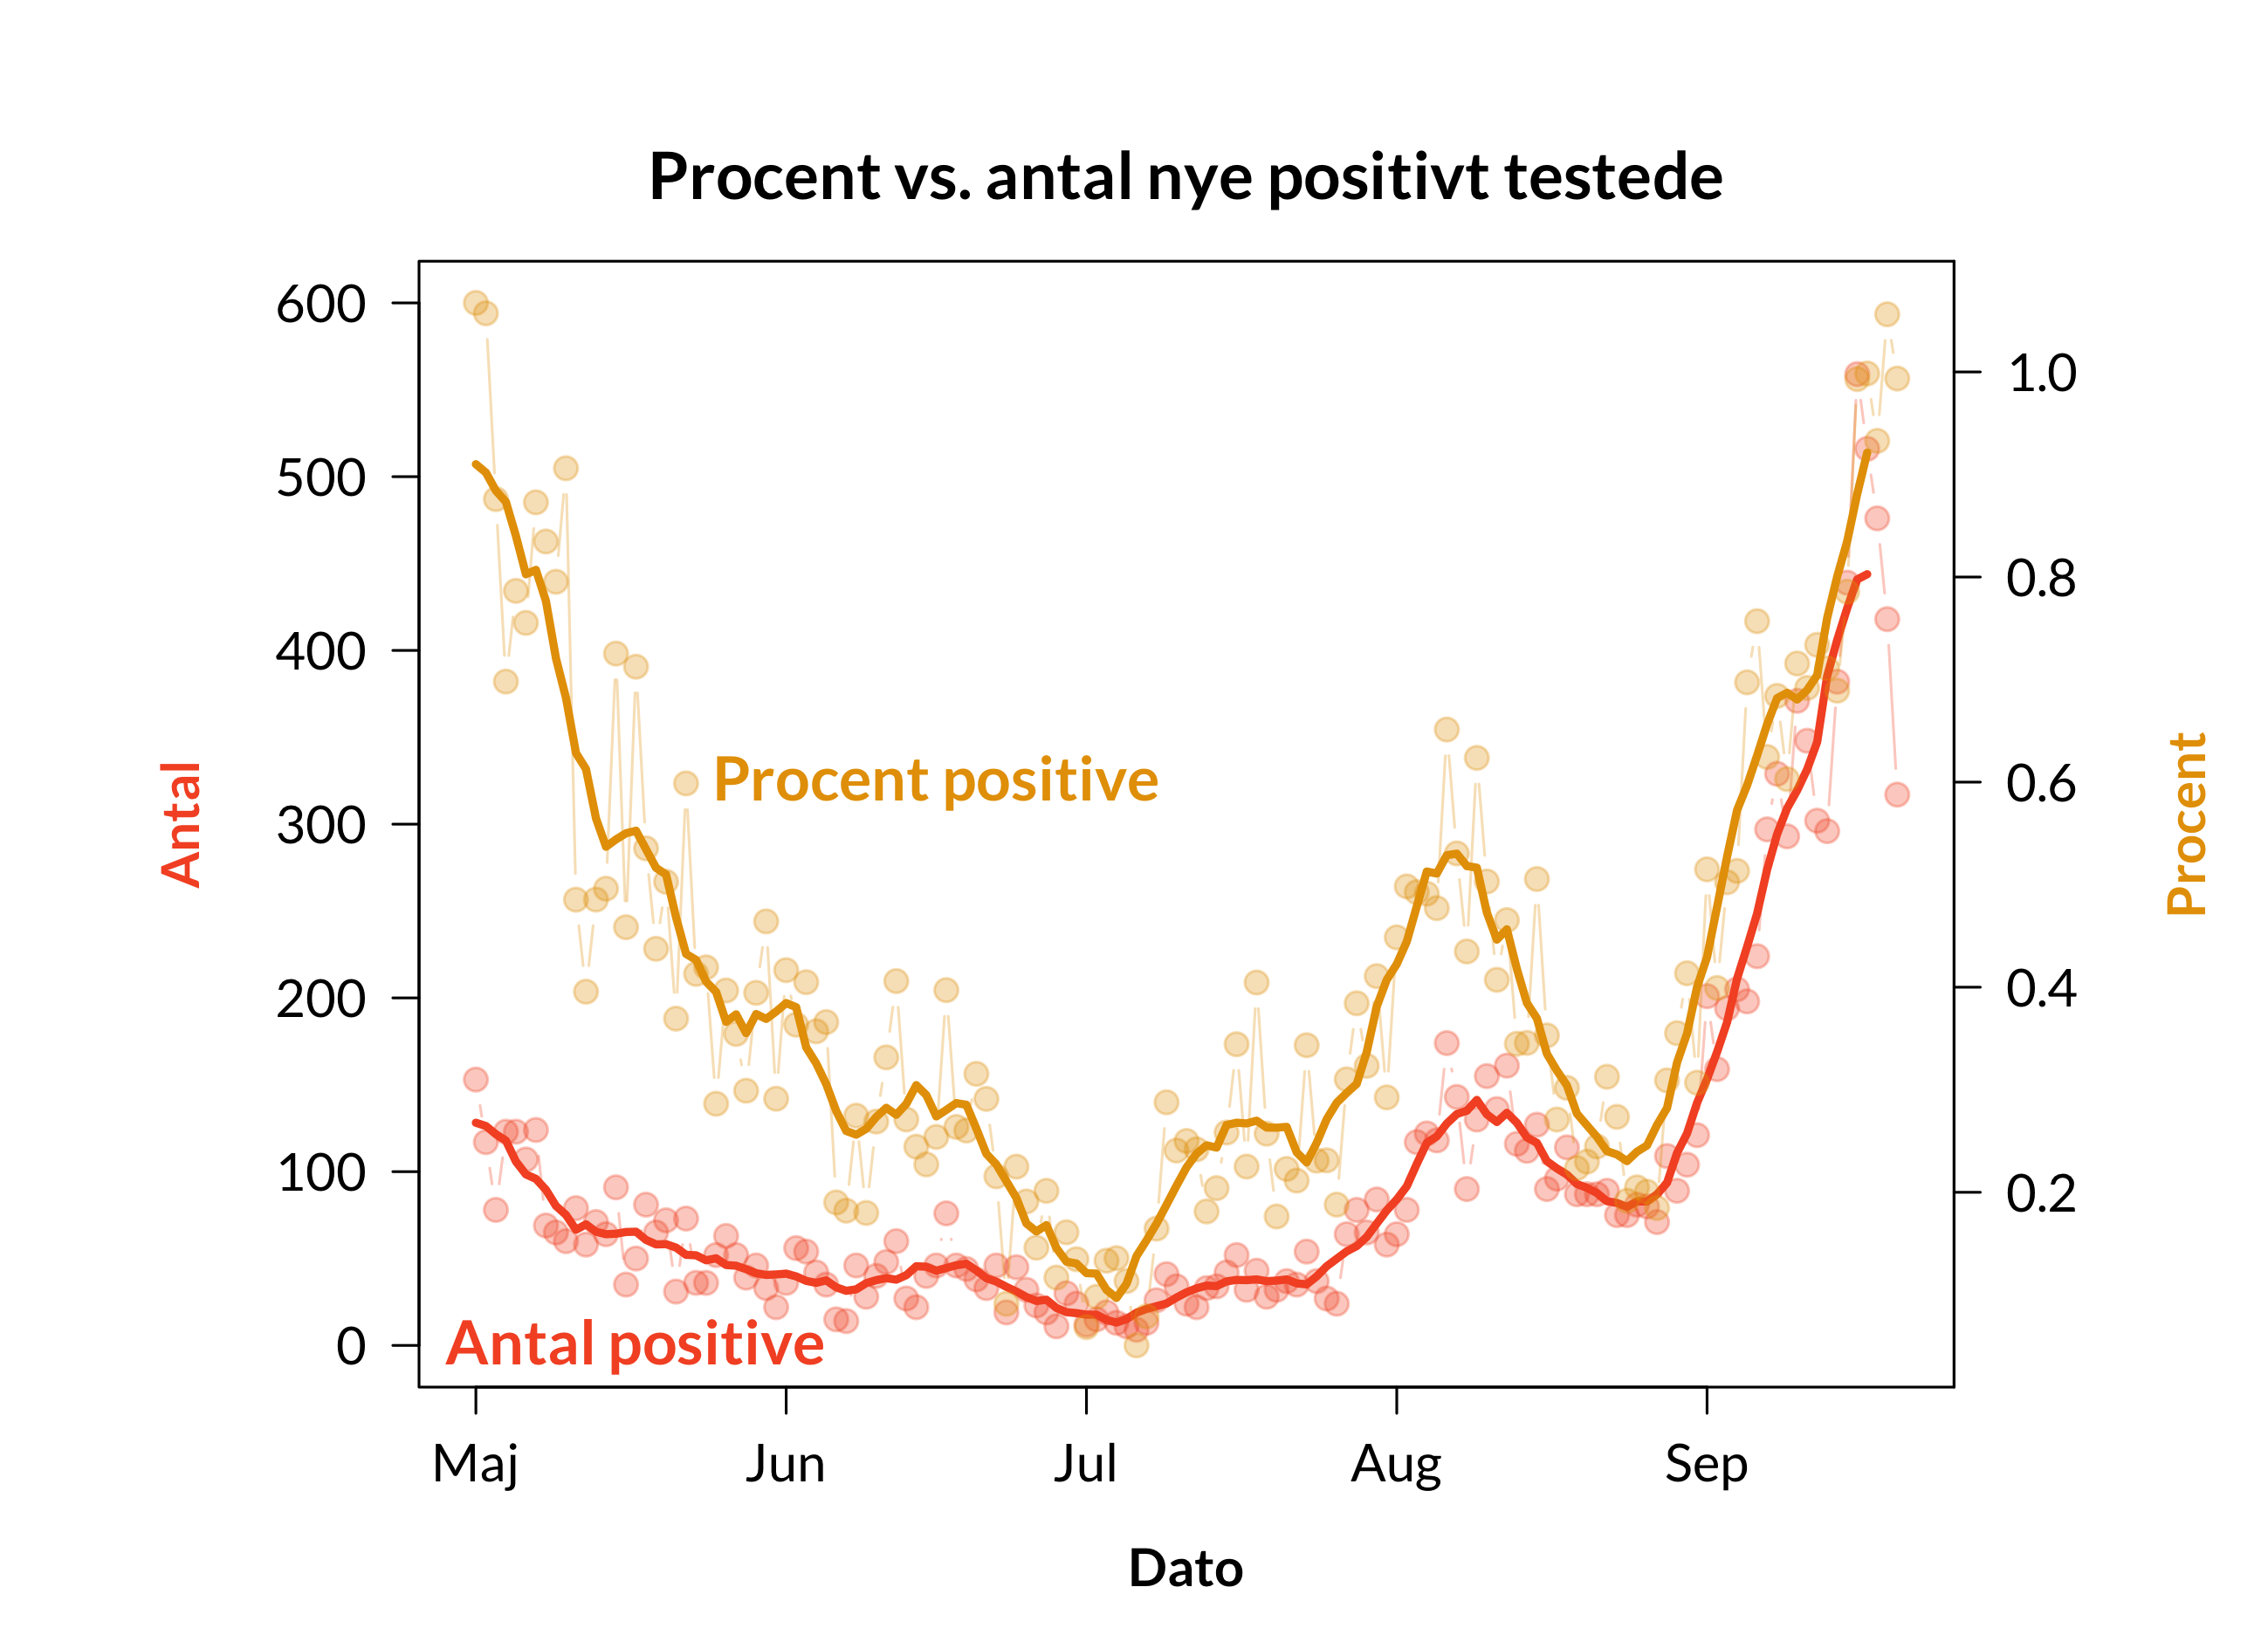 Procent vs. antal nye positivt testede
600
500
400
300
200
100
0
Antal
1.0
0.8
0.6
0.4
0.2
Procent
Procent positive
Antal positive
Maj Jun Jul Aug Sep
Dato